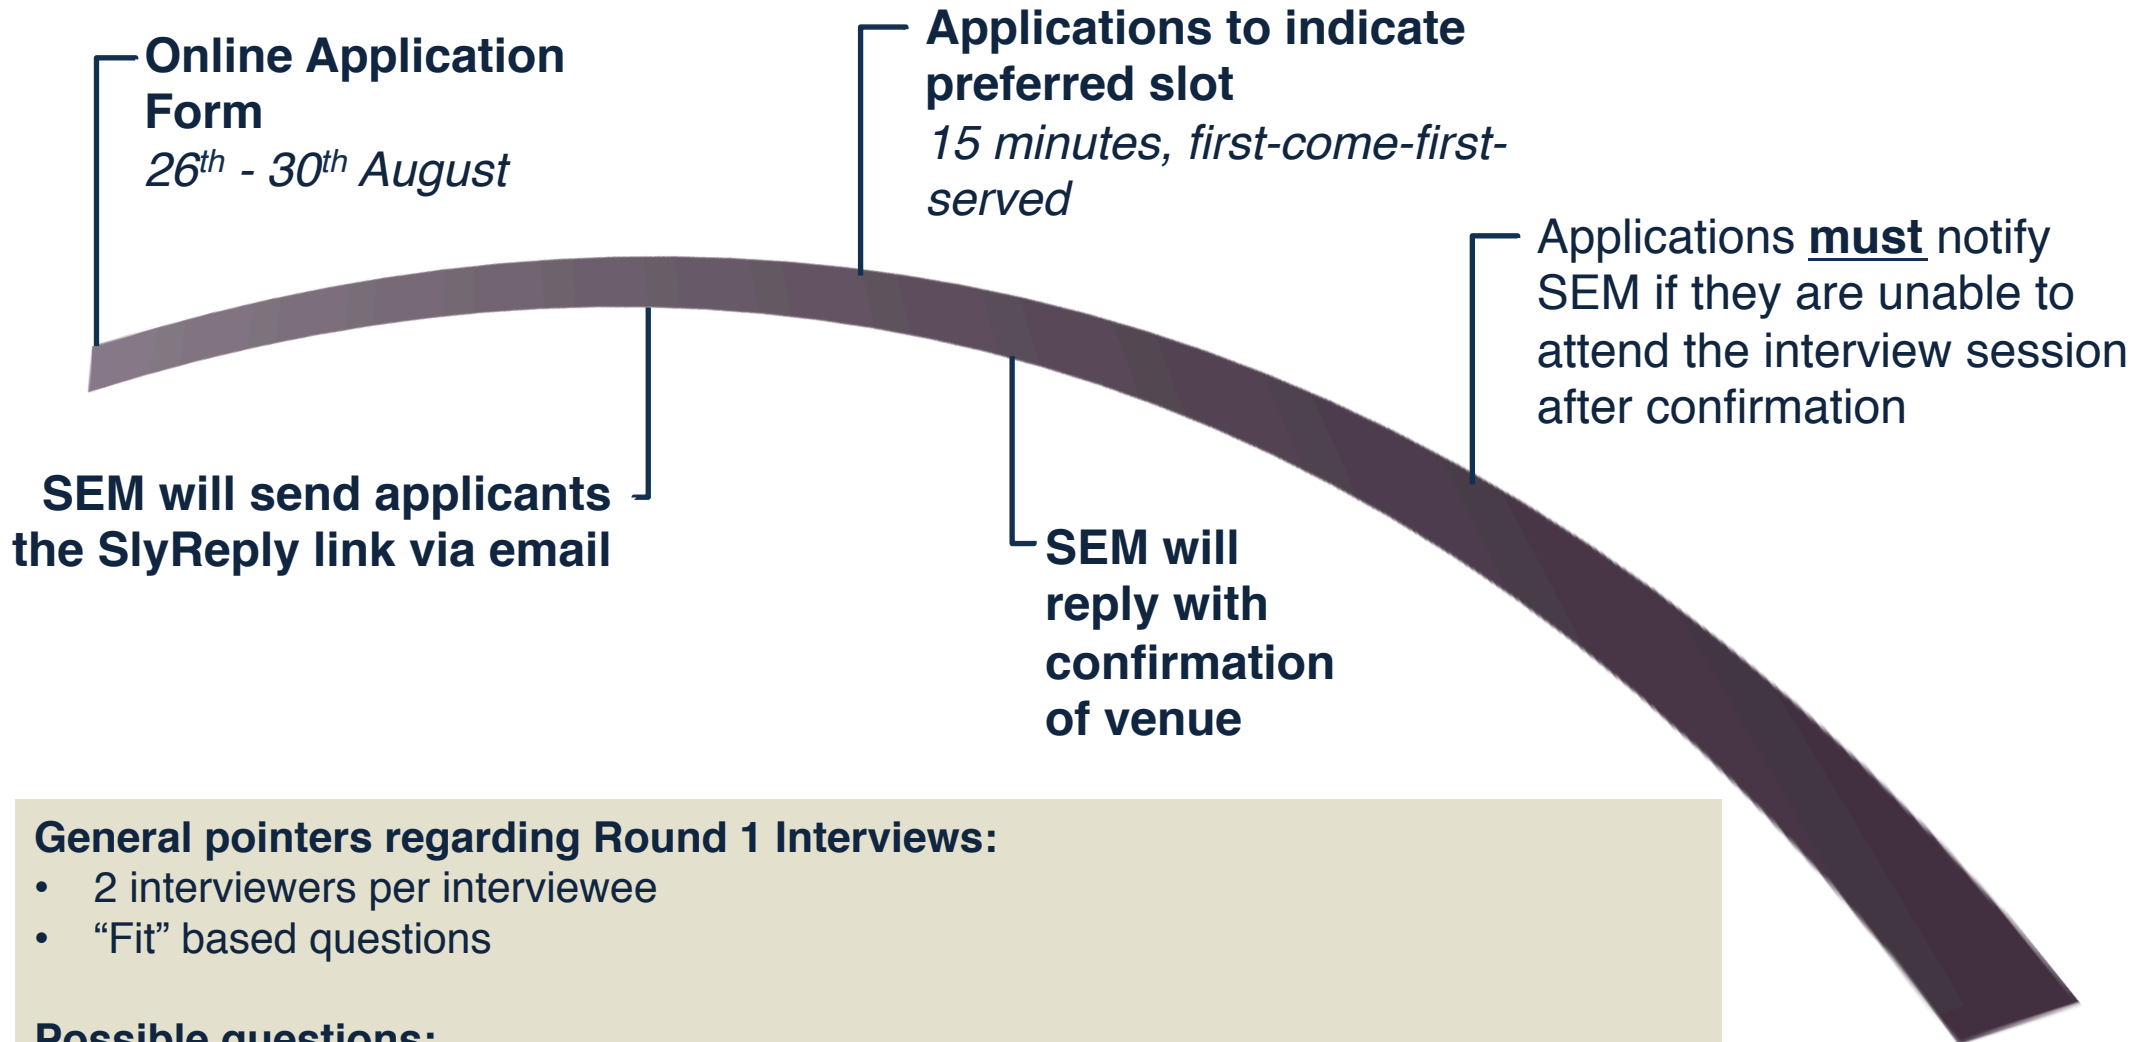 Online Application
Form
26th - 30th August
Applications to indicate
preferred slot
15 minutes, first-come-first-
served
Applications must notify
SEM if they are unable to
attend the interview session
after confirmation
SEM will send applicants
the SlyReply link via email
SEM will
reply with
confirmation
of venue
General pointers regarding Round 1 Interviews:
• 2 interviewers per interviewee
• “Fit” based questions
Possible questions: